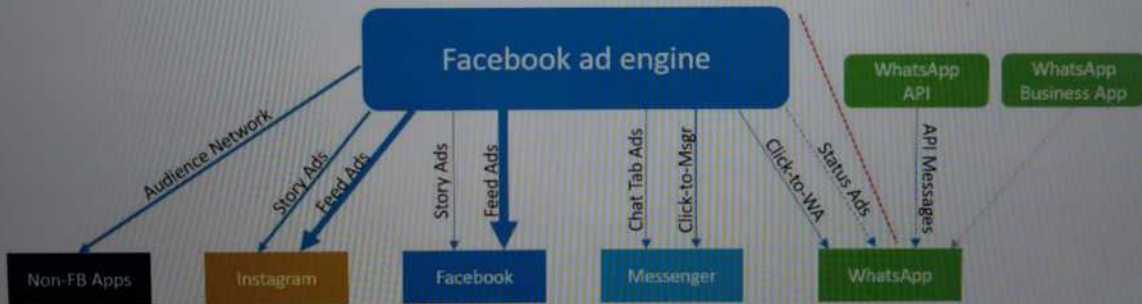 Facebook ad engine
WhatsApp
API
WhatsApp
Business App
Audience Network
Story Ads
Feed Ads
Story Ads
Feed Ads
Chat Tab Ads
Click-to-Msgr
Click-to-WA
Status Ads
API Messages
Non-FB Apps
Instagram
Facebook
Messenger
WhatsApp